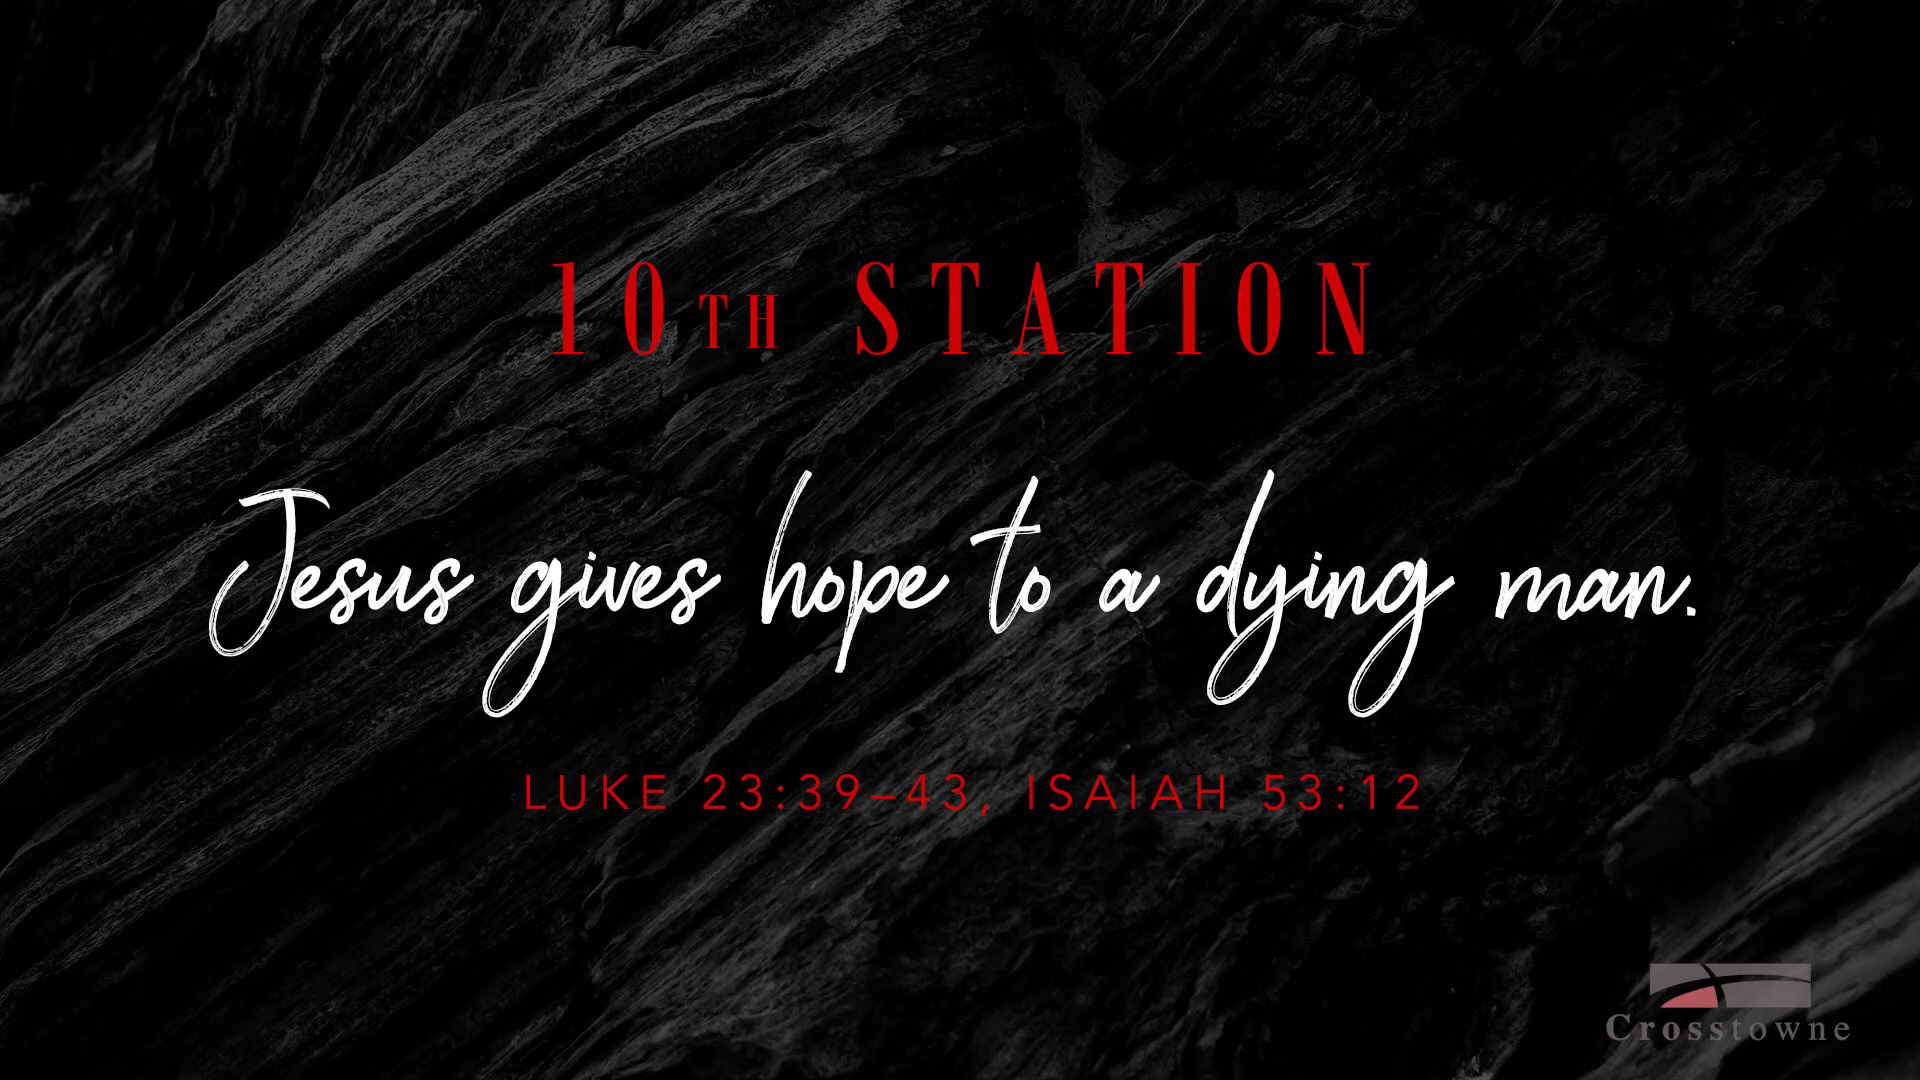 10TH STATION
Jesus gives hope to a dying man.
LUKE 23:39–43, ISAIAH 53:12
Crosstowne